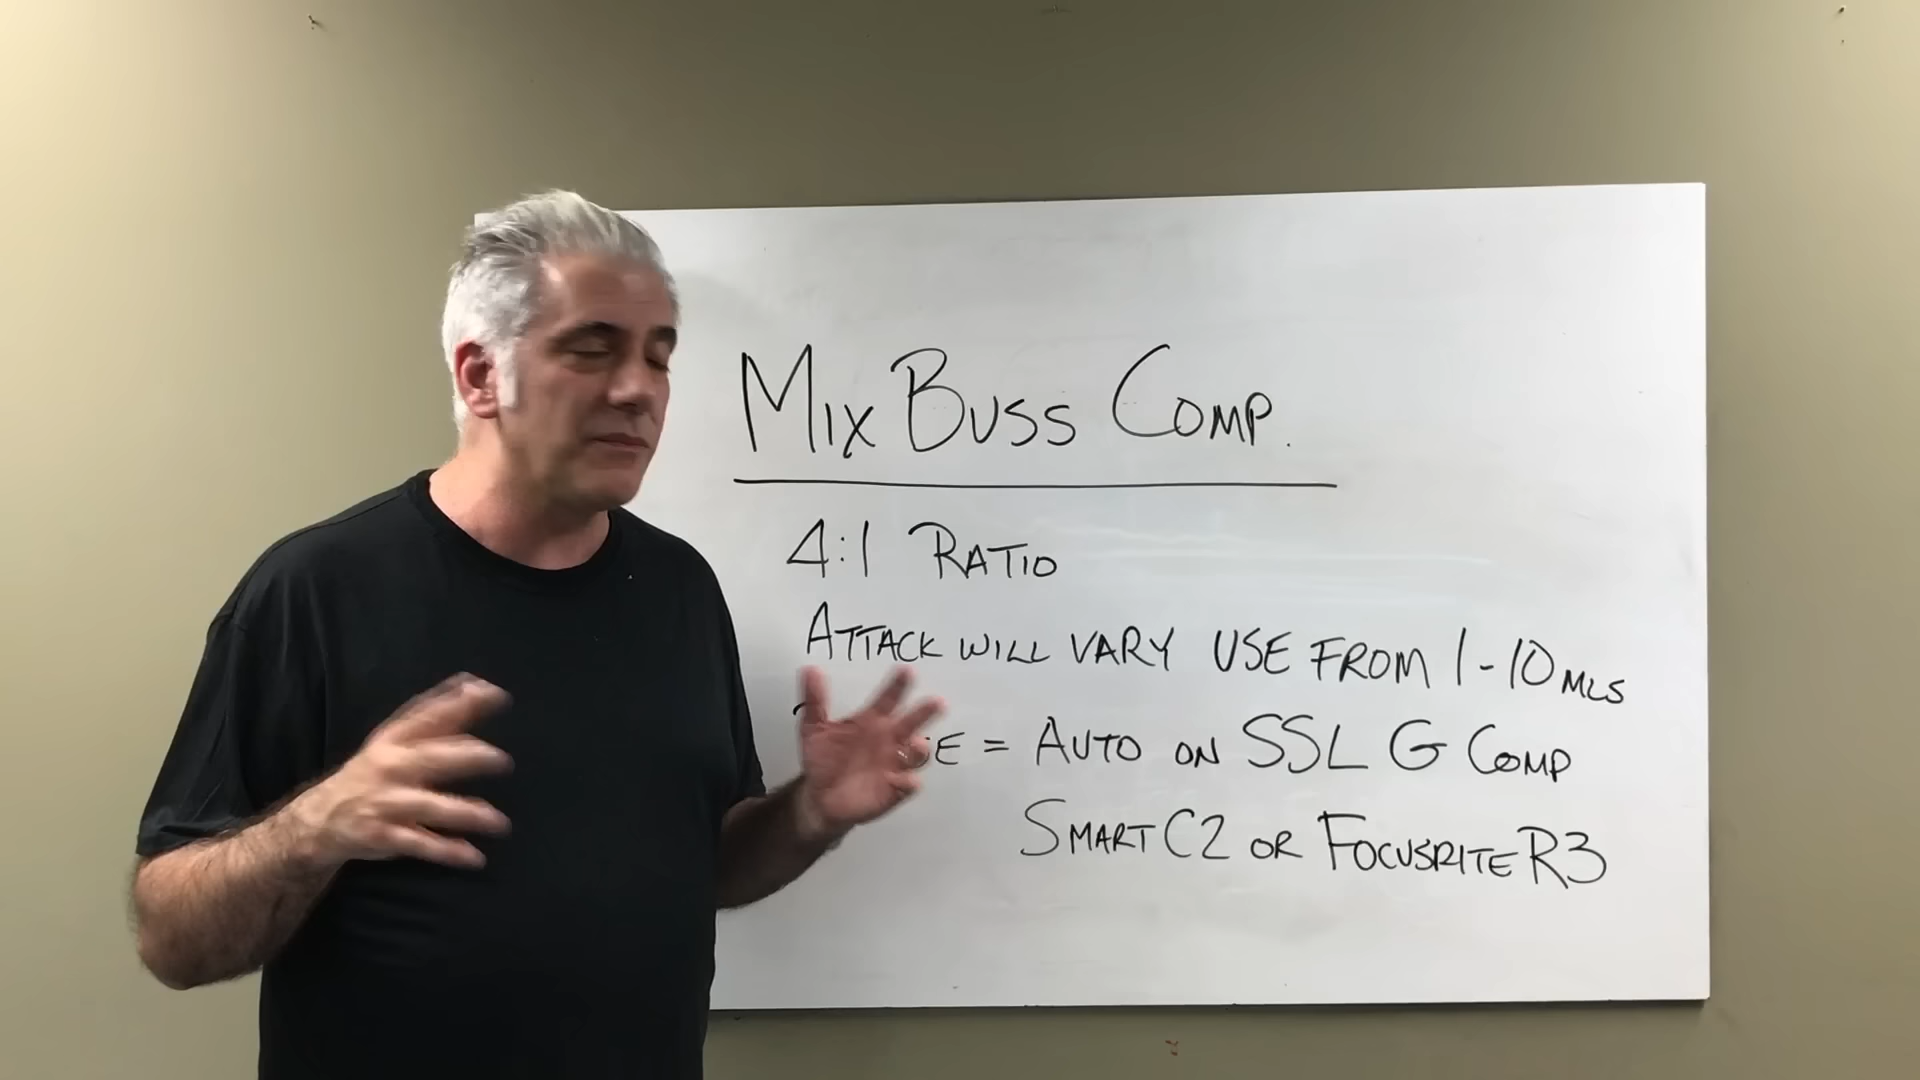 Mix Buss Comp.
4:1 Ratio
Attack will vary use from 1-10 mls
= Auto on SSL G Comp
Smart C2 or Focusrite R3